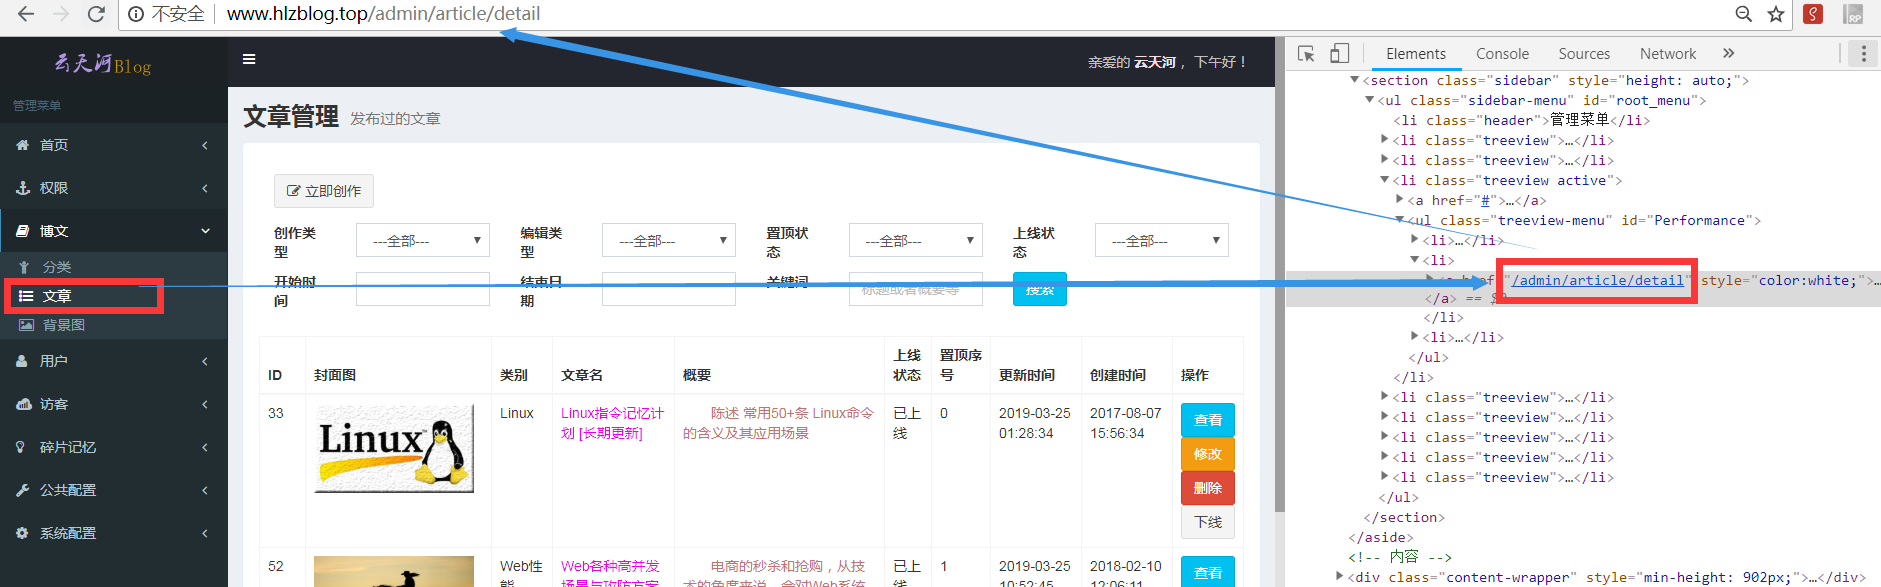 不安全 www.hlzblog.top/admin/article/detail
云天河Blog
亲爱的 云天河 ，下午好！
管理菜单
首页
权限
博文
分类
文章
背景图
用户
访客
碎片记忆
公共配置
系统配置
文章管理 发布过的文章
立即创作
创作类型 ---全部---
编辑类型 ---全部---
置顶状态 ---全部---
上线状态 ---全部---
开始时间
结束日期
关键词 标题或者概要等
搜索
ID 封面图 类别 文章名 概要 上线状态 置顶序号 更新时间 创建时间 操作
33
Linux
Linux
Linux指令记忆计
划 [长期更新]
陈述 常用50+条 Linux命令
的含义及其应用场景
已上线
0
2019-03-25
01:28:34
2017-08-07
15:56:34
查看
修改
删除
下线
52
Web性能
Web各种高并发
场景与攻防方案
电商的秒杀和抢购，从技
术的角度来说，会对Web系统
已上线
1
2019-03-25
10:52:45
2018-02-10
12:06:11
查看
Elements Console Sources Network »
<section class="sidebar" style="height: auto;">
<ul class="sidebar-menu" id="root_menu">
<li class="header">管理菜单</li>
<li class="treeview">…</li>
<li class="treeview">…</li>
<li class="treeview active">
<a href="#">…</a>
<ul class="treeview-menu" id="Performance">
<li>…</li>
<li>
<a href="/admin/article/detail" style="color:white;">…
</a> == $0
</li>
<li>…</li>
</ul>
</li>
<li class="treeview">…</li>
<li class="treeview">…</li>
<li class="treeview">…</li>
<li class="treeview">…</li>
<li class="treeview">…</li>
</ul>
</section>
</aside>
<!-- 内容 -->
<div class="content-wrapper" style="min-height: 902px;">…</div>